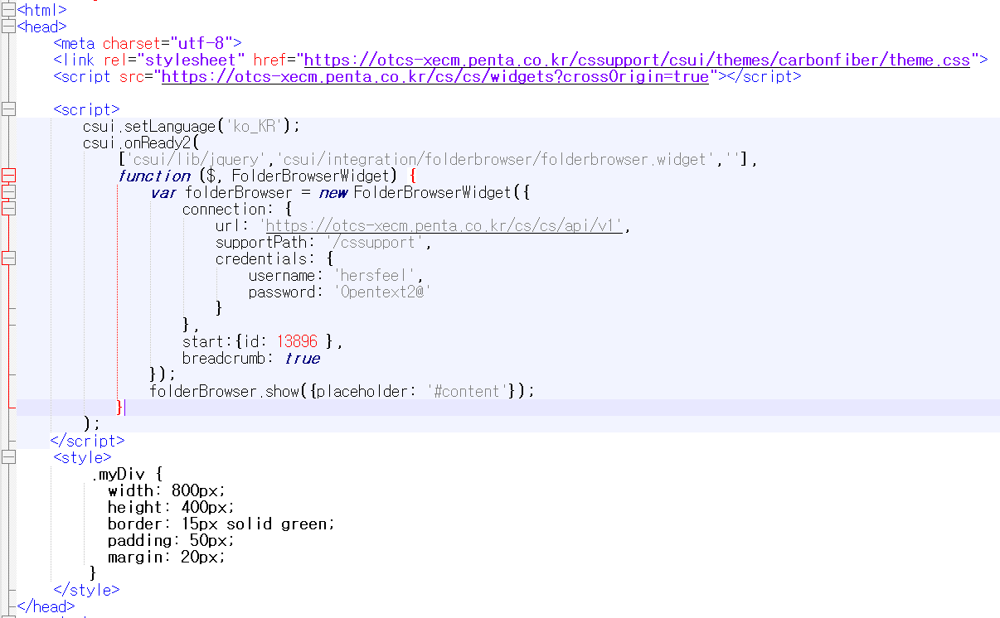 <html>
<head>
<meta charset="utf-8">
<link rel="stylesheet" href="https://otcs-xecm.penta.co.kr/cssupport/csui/themes/carbonfiber/theme.css">
<script src="https://otcs-xecm.penta.co.kr/cs/cs/widgets?crossOrigin=true"></script>
<script>
csui.setLanguage('ko_KR');
csui.onReady2(
['csui/lib/jquery','csui/integration/folderbrowser/folderbrowser.widget',''],
function ($, FolderBrowserWidget) {
var folderBrowser = new FolderBrowserWidget({
connection: {
url: 'https://otcs-xecm.penta.co.kr/cs/cs/api/v1',
supportPath: '/cssupport',
credentials: {
username: 'hersfeel',
password: 'Opentext2@'
}
},
start:{id: 13896 },
breadcrumb: true
});
folderBrowser.show({placeholder: '#content'});
}
);
</script>
<style>
.myDiv {
width: 800px;
height: 400px;
border: 15px solid green;
padding: 50px;
margin: 20px;
}
</style>
</head>